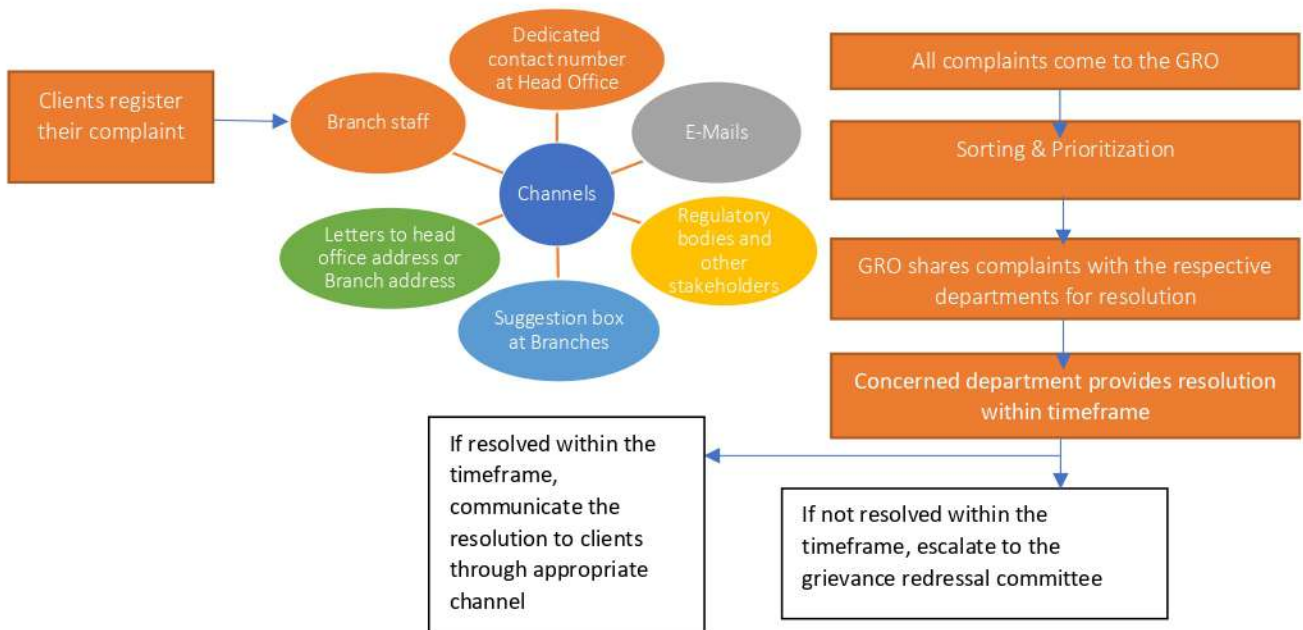 Clients register
their complaint
Branch staff
Dedicated
contact number
at Head Office
E-Mails
Channels
Letters to head
office address or
Branch address
Regulatory
bodies and
other
stakeholders
Suggestion box
at Branches
All complaints come to the GRO
Sorting & Prioritization
GRO shares complaints with the respective
departments for resolution
Concerned department provides resolution
within timeframe
If resolved within the
timeframe,
communicate the
resolution to clients
through appropriate
channel
If not resolved within the
timeframe, escalate to the
grievance redressal committee